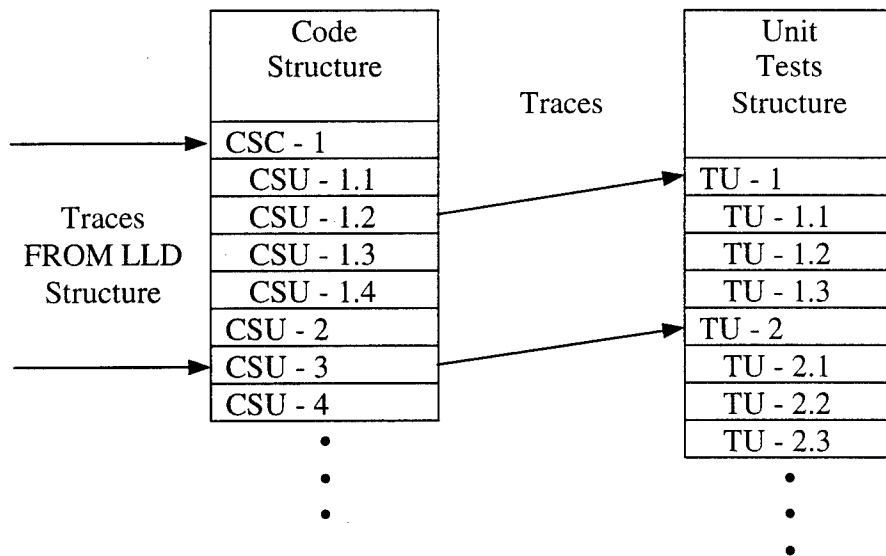 Code
Structure
CSC - 1
CSU - 1.1
CSU - 1.2
CSU - 1.3
CSU - 1.4
CSU - 2
CSU - 3
CSU - 4
Traces
FROM LLD
Structure
Traces
Unit
Tests
Structure
TU - 1
TU - 1.1
TU - 1.2
TU - 1.3
TU - 2
TU - 2.1
TU - 2.2
TU - 2.3